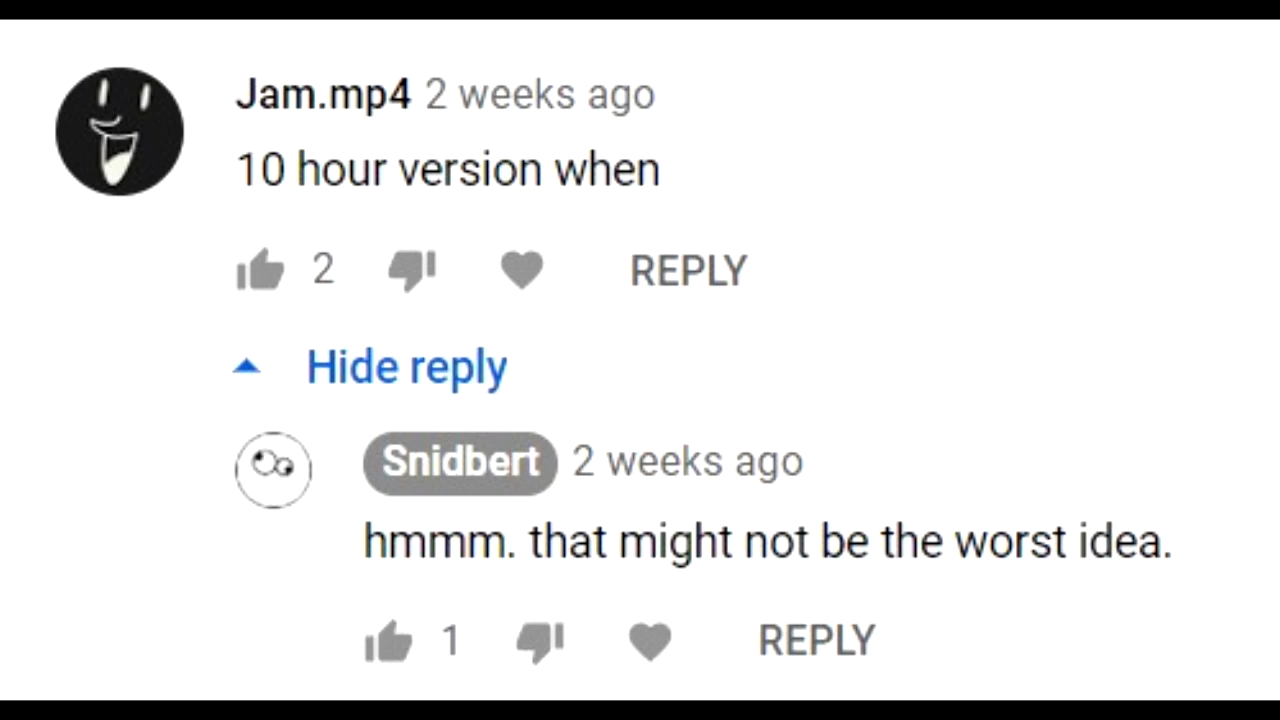 Jam.mp4 2 weeks ago
10 hour version when
2 REPLY
Hide reply
Snidbert 2 weeks ago
hmmm. that might not be the worst idea.
1 REPLY